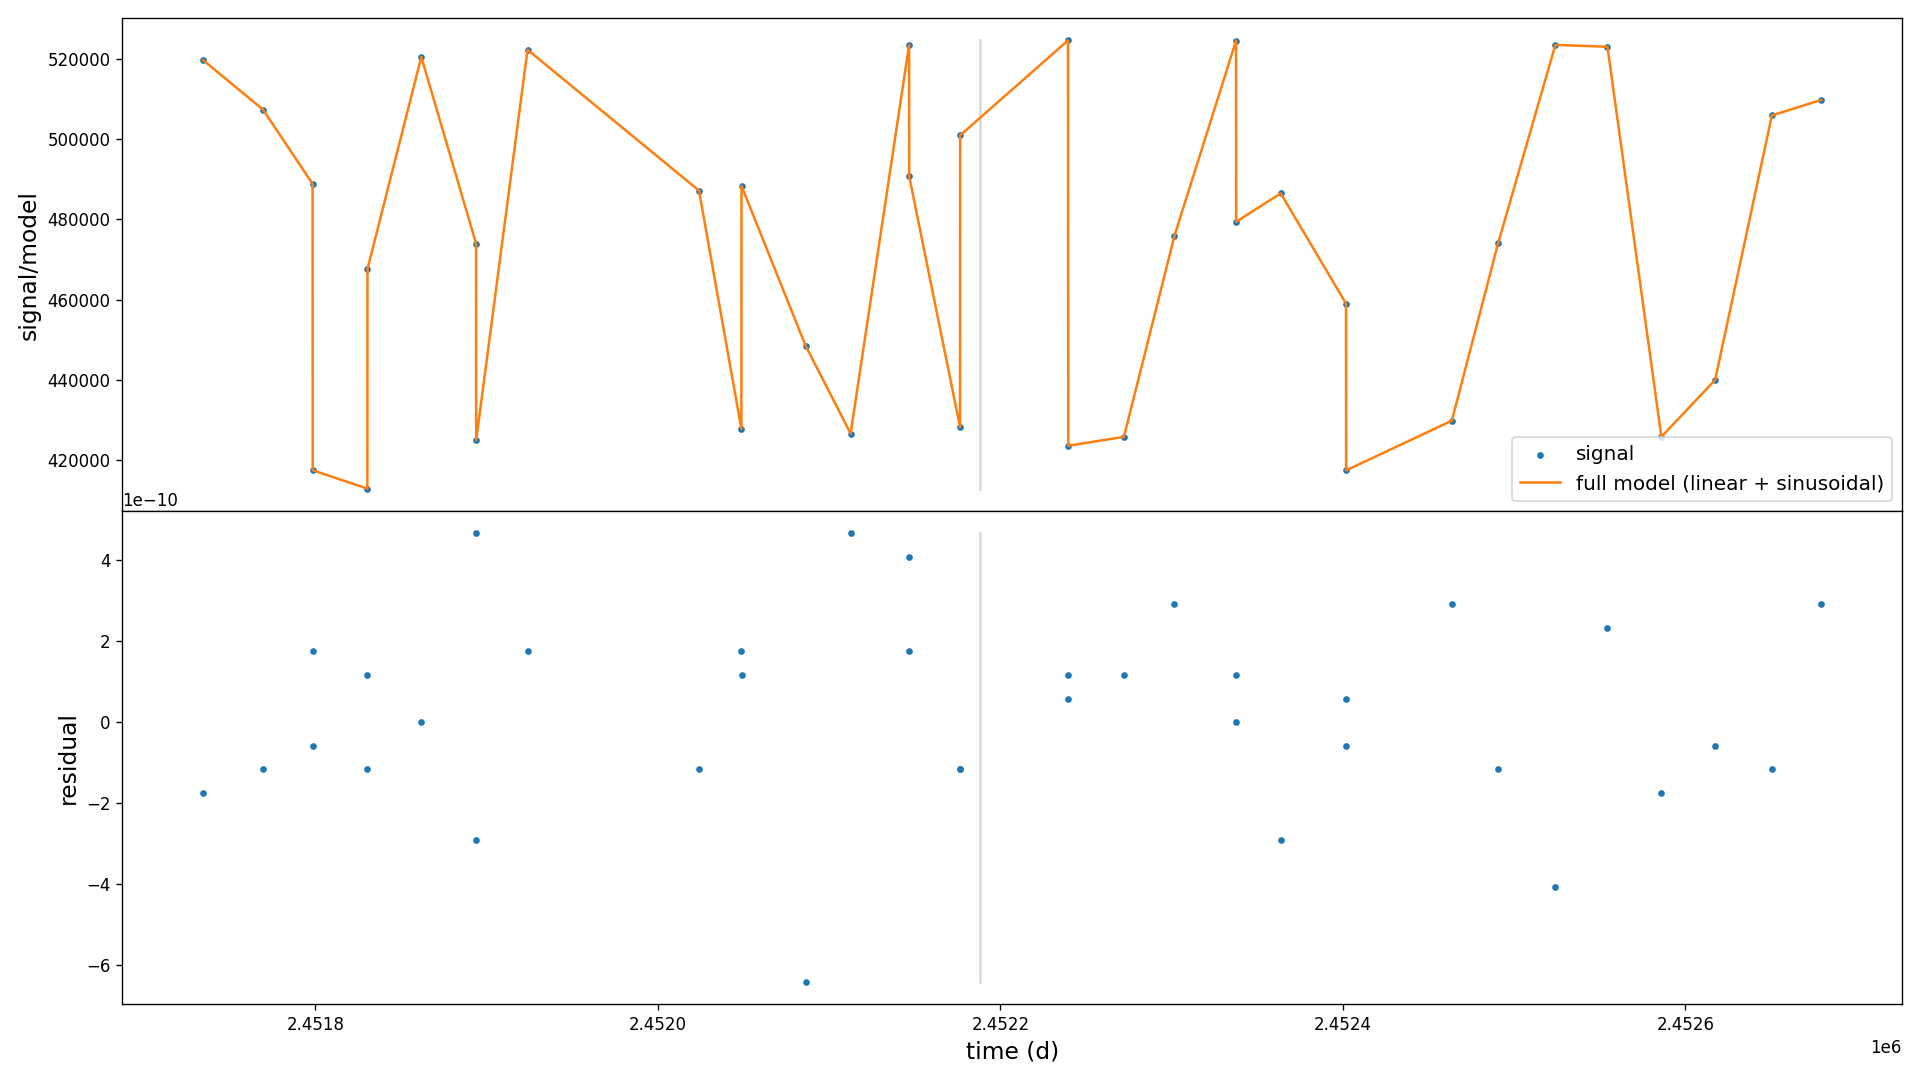 520000
500000
480000
460000
440000
420000
signal/model
signal
full model (linear + sinusoidal)
1e−10
4
2
0
−2
−4
−6
residual
2.4518
2.4520
2.4522
2.4524
2.4526
time (d)
1e6